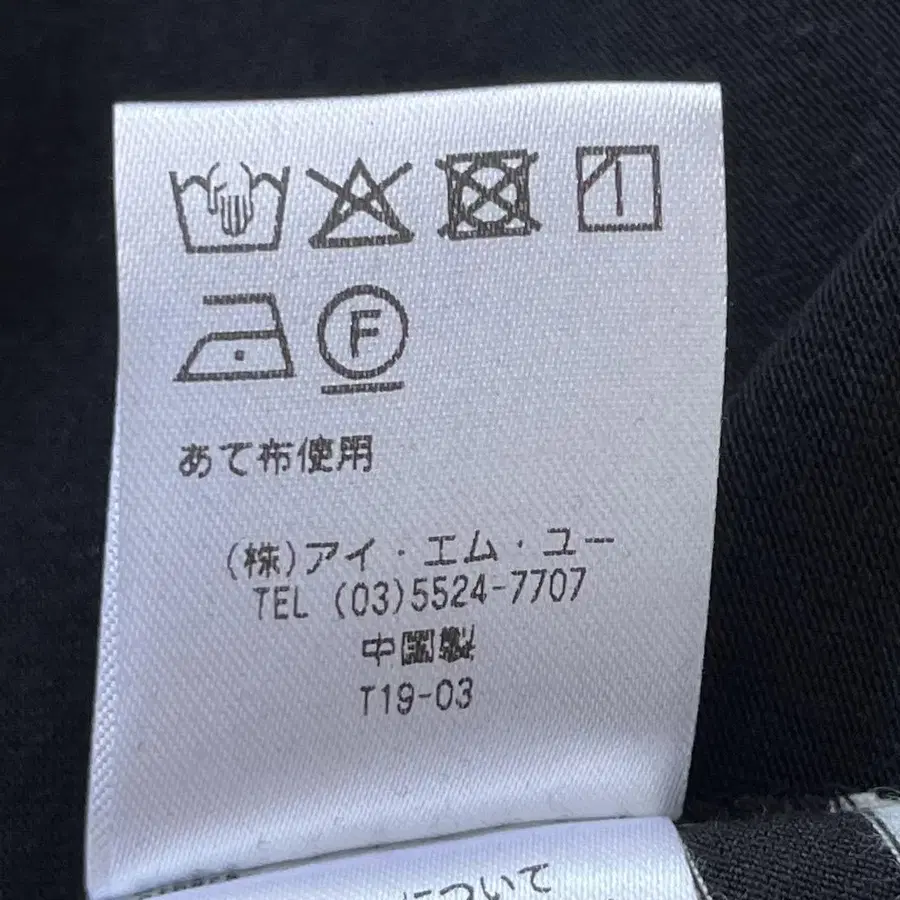 F
あて布使用
(株)アイ・エム・ユー
TEL (03)5524-7707
中国製
T19-03
について